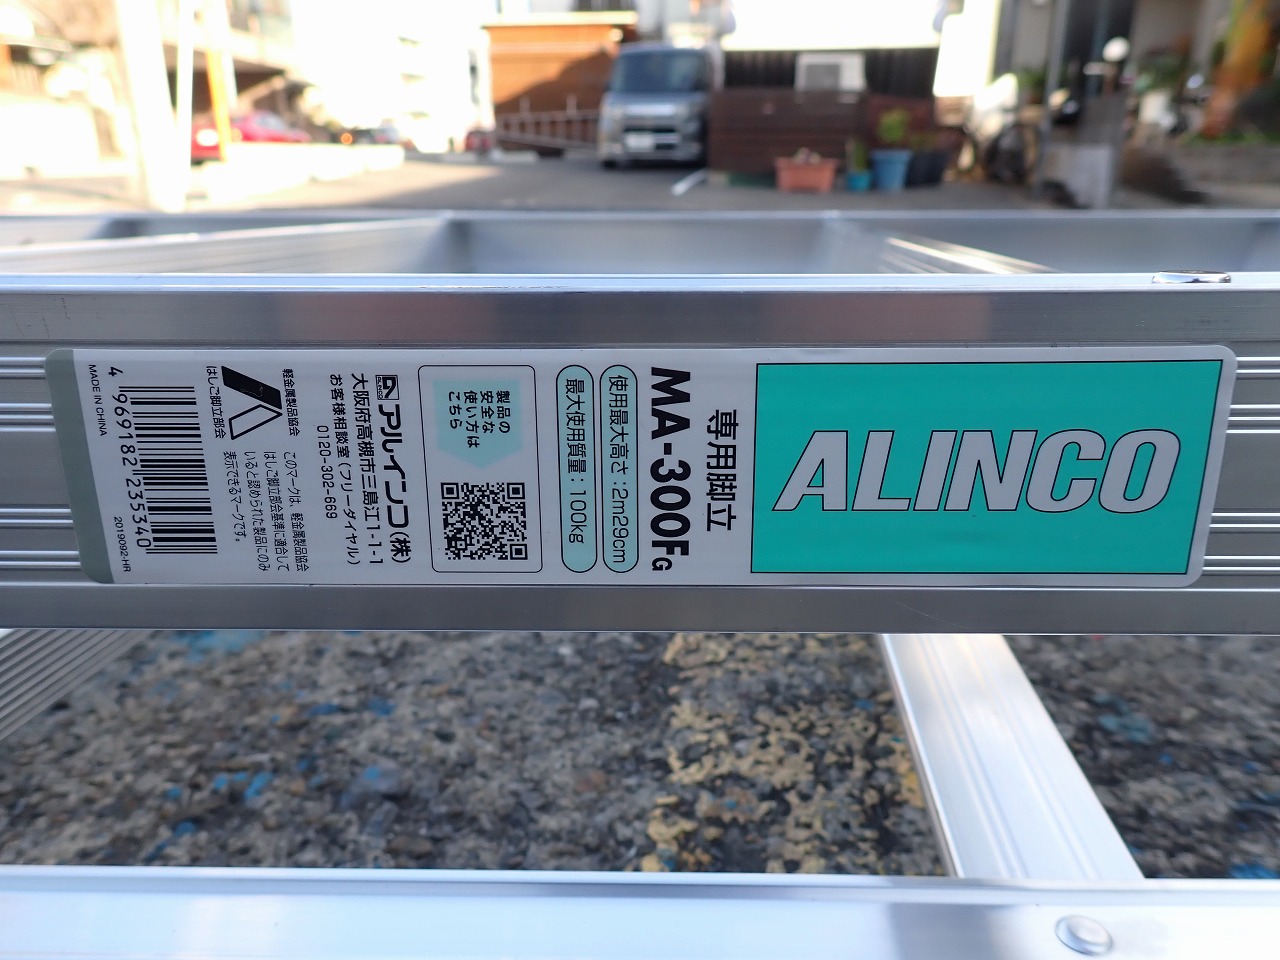 ALINCO
専用脚立
MA-300FG
使用最大高さ:2m29cm
最大使用質量:100kg
製品の
安全な
使い方は
こちら
ALINCO
アルインコ(株)
大阪府高槻市三島江1-1-1
お客様相談室(フリーダイヤル)
0120-302-669
軽金属製品協会
はしご脚立部会
このマークは、軽金属製品協会
はしご脚立部会基準に適合して
いると認められた製品にのみ
表示できるマークです。
4 969182 235340
MADE IN CHINA
2019092-HR